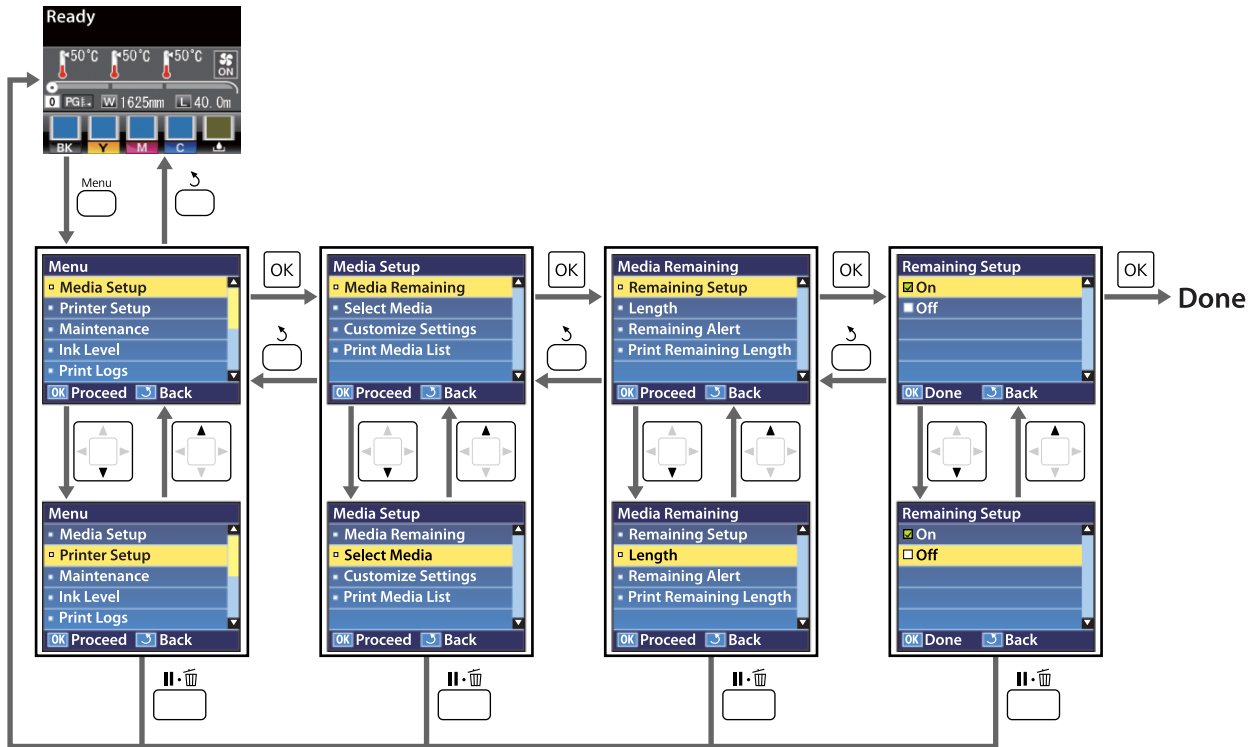 Ready
50°C 50°C 50°C
ON
0 PG W 1625mm L 40.0m
BK Y M C
Menu
Menu
Media Setup
Printer Setup
Maintenance
Ink Level
Print Logs
OK Proceed Back
OK
Media Setup
Media Remaining
Select Media
Customize Settings
Print Media List
OK Proceed Back
OK
Media Remaining
Remaining Setup
Length
Remaining Alert
Print Remaining Length
OK Proceed Back
OK
Remaining Setup
On
Off
OK Done Back
OK
Done
Menu
Media Setup
Printer Setup
Maintenance
Ink Level
Print Logs
OK Proceed Back
Media Setup
Media Remaining
Select Media
Customize Settings
Print Media List
OK Proceed Back
Media Remaining
Remaining Setup
Length
Remaining Alert
Print Remaining Length
OK Proceed Back
Remaining Setup
On
Off
OK Done Back